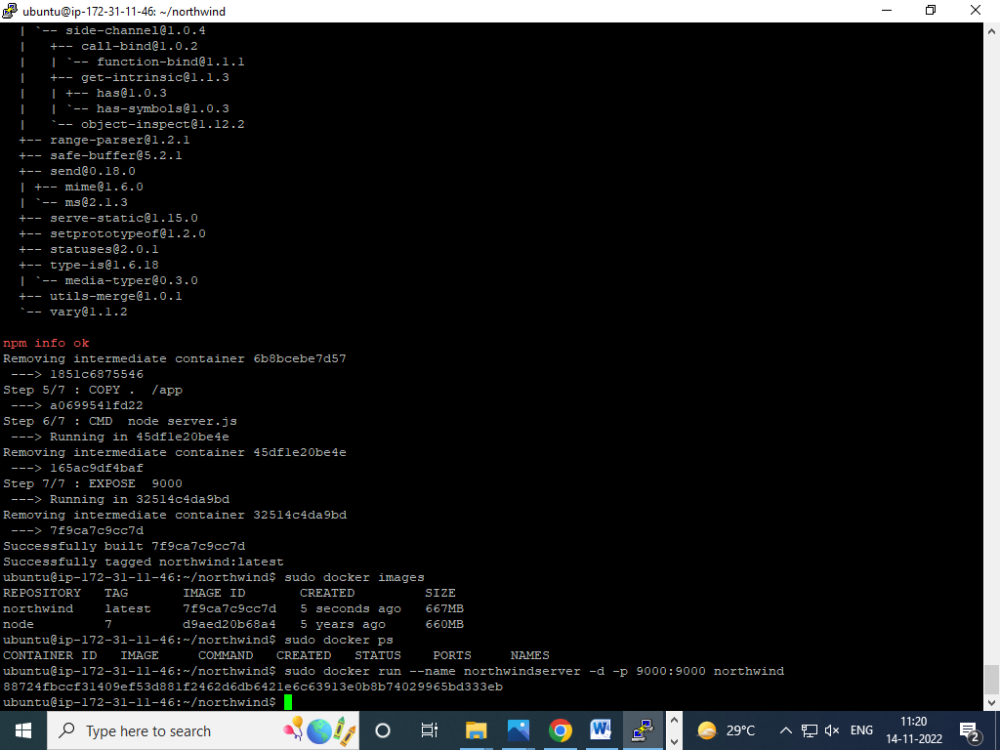 ubuntu@ip-172-31-11-46: ~/northwind
| `-- side-channel@1.0.4
|   +-- call-bind@1.0.2
|   | `-- function-bind@1.1.1
|   +-- get-intrinsic@1.1.3
|   | +-- has@1.0.3
|   | `-- has-symbols@1.0.3
|   `-- object-inspect@1.12.2
+-- range-parser@1.2.1
+-- safe-buffer@5.2.1
+-- send@0.18.0
| +-- mime@1.6.0
| `-- ms@2.1.3
+-- serve-static@1.15.0
+-- setprototypeof@1.2.0
+-- statuses@2.0.1
+-- type-is@1.6.18
| `-- media-typer@0.3.0
+-- utils-merge@1.0.1
`-- vary@1.1.2
npm info ok
Removing intermediate container 6b8bcebe7d57
 ---> 1851c6875546
Step 5/7 : COPY .  /app
 ---> a0699541fd22
Step 6/7 : CMD  node server.js
 ---> Running in 45df1e20be4e
Removing intermediate container 45df1e20be4e
 ---> 165ac9df4baf
Step 7/7 : EXPOSE  9000
 ---> Running in 32514c4da9bd
Removing intermediate container 32514c4da9bd
 ---> 7f9ca7c9cc7d
Successfully built 7f9ca7c9cc7d
Successfully tagged northwind:latest
ubuntu@ip-172-31-11-46:~/northwind$ sudo docker images
REPOSITORY   TAG       IMAGE ID       CREATED         SIZE
northwind    latest    7f9ca7c9cc7d   5 seconds ago   667MB
node         7         d9aed20b68a4   5 years ago     660MB
ubuntu@ip-172-31-11-46:~/northwind$ sudo docker ps
CONTAINER ID   IMAGE     COMMAND   CREATED   STATUS    PORTS     NAMES
ubuntu@ip-172-31-11-46:~/northwind$ sudo docker run --name northwindserver -d -p 9000:9000 northwind
88724fbccf31409ef53d881f2462d6db6421e6c63913e0b8b74029965bd333eb
ubuntu@ip-172-31-11-46:~/northwind$
Type here to search
29°C
ENG
11:20
14-11-2022
2